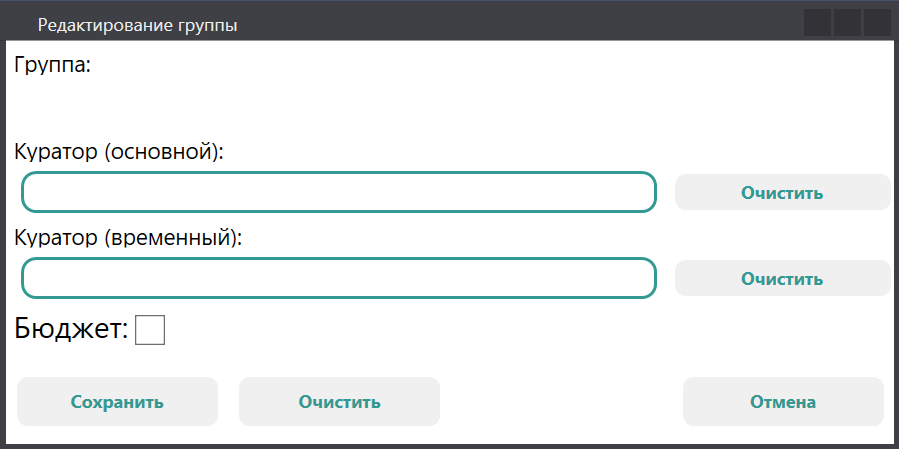 Редактирование группы
Группа:
Куратор (основной):
Очистить
Куратор (временный):
Очистить
Бюджет:
Сохранить Очистить Отмена